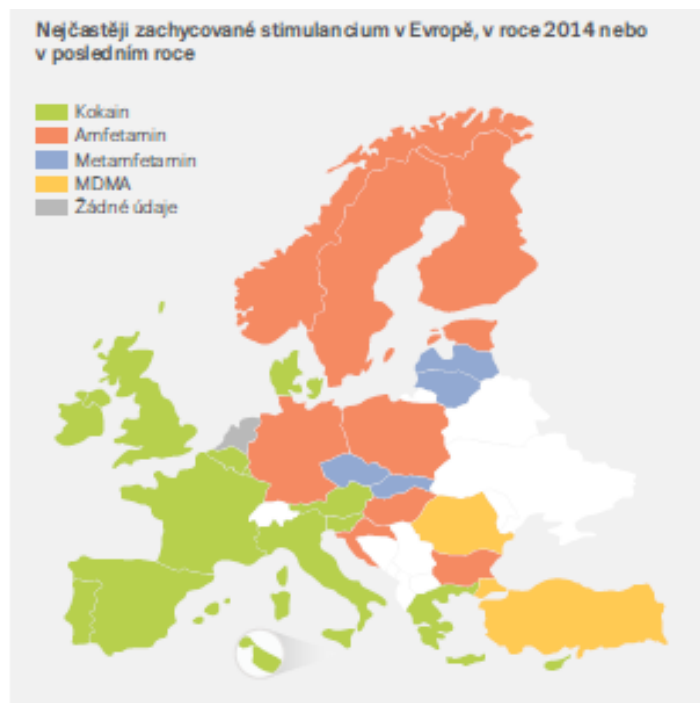 Nejčastěji zachycované stimulancium v Evropě, v roce 2014 nebo
v posledním roce
Kokain
Amfetamin
Metamfetamin
MDMA
Žádné údaje